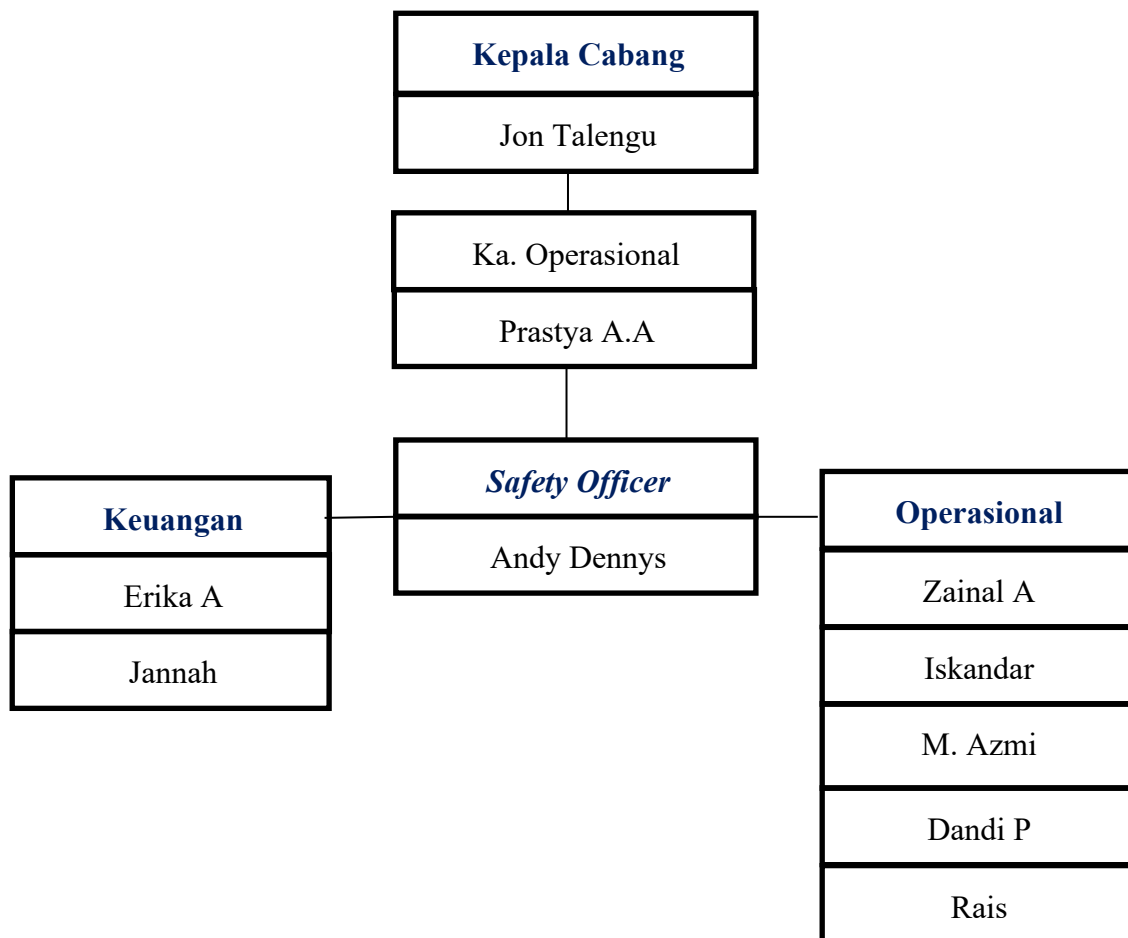 Kepala Cabang
Jon Talengu
Ka. Operasional
Prastya A.A
Safety Officer
Andy Dennys
Keuangan
Erika A
Jannah
Operasional
Zainal A
Iskandar
M. Azmi
Dandi P
Rais